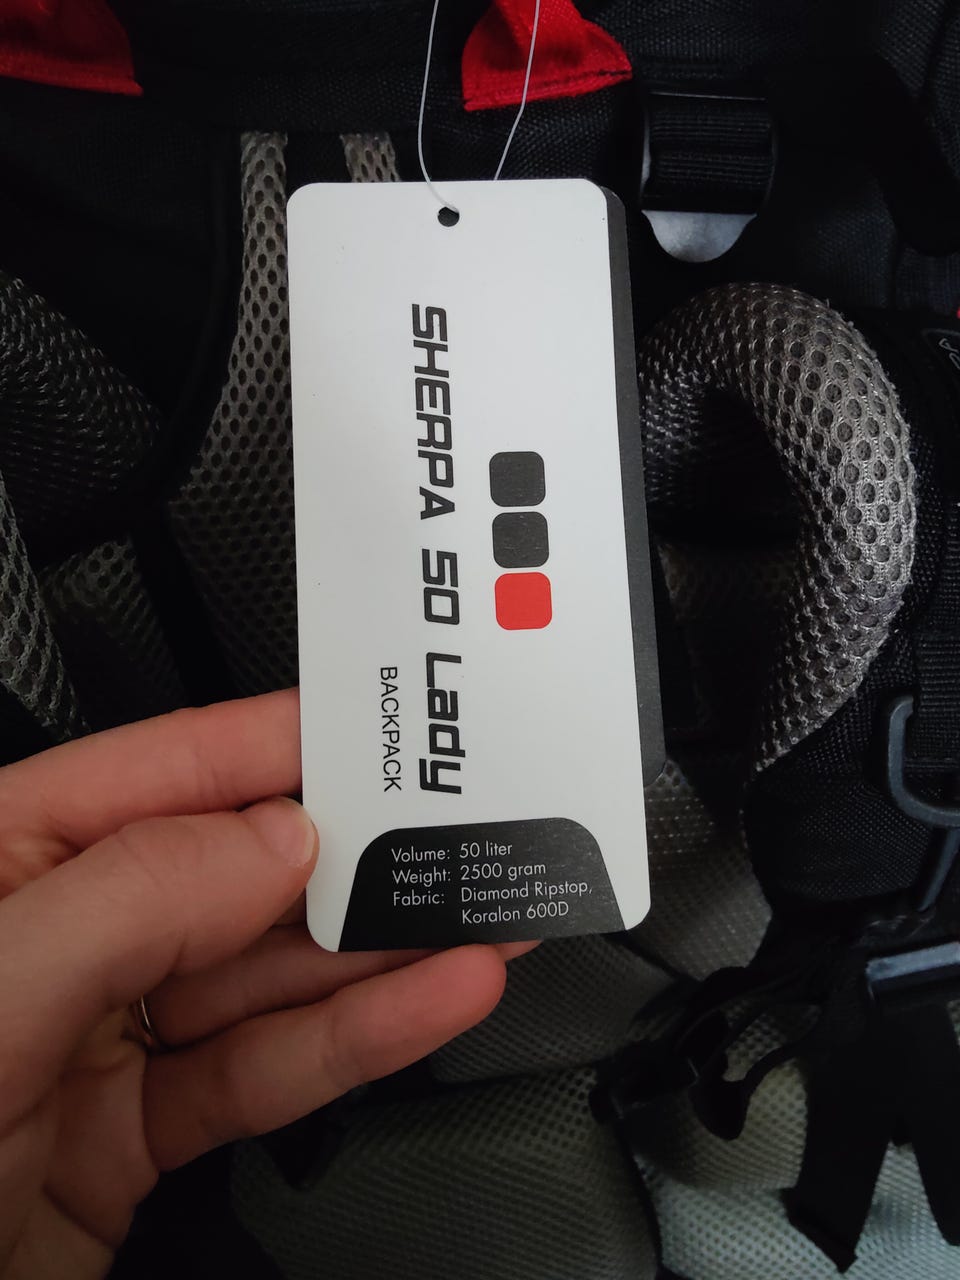 SHERPA 50 Lady
BACKPACK
Volume: 50 liter
Weight: 2500 gram
Fabric: Diamond Ripstop,
Koralon 600D